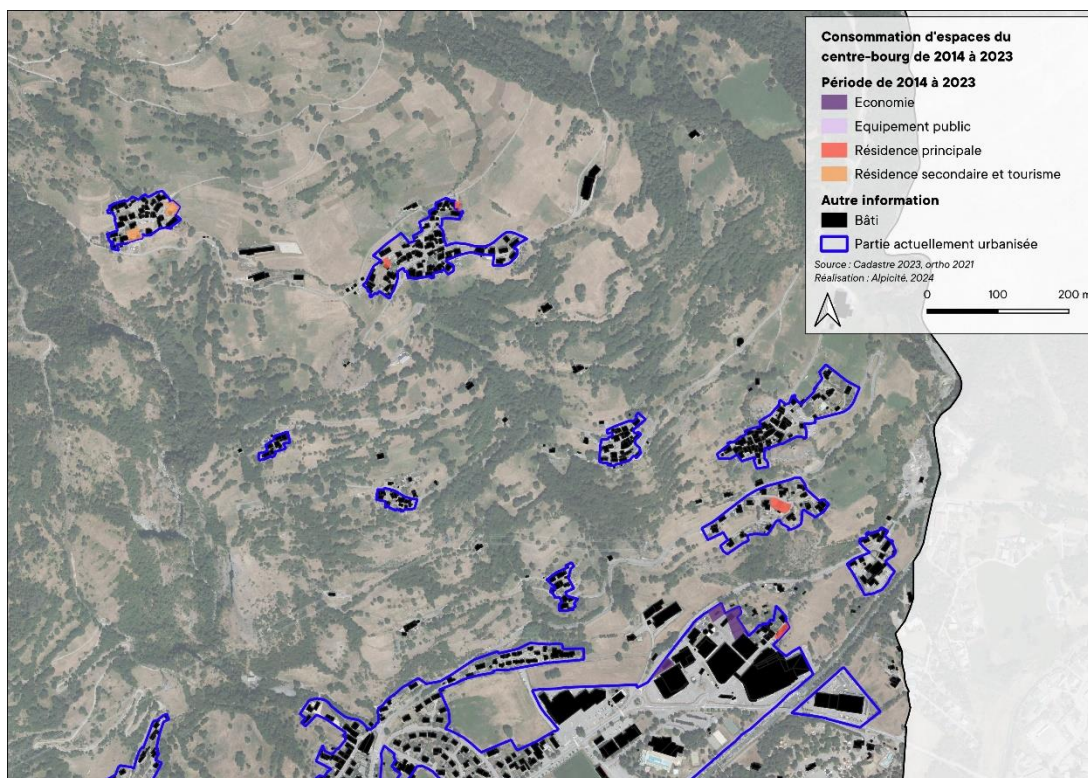 Consommation d'espaces du
centre-bourg de 2014 à 2023
Période de 2014 à 2023
Economie
Equipement public
Résidence principale
Résidence secondaire et tourisme
Autre information
Bâti
Partie actuellement urbanisée
Source : Cadastre 2023, ortho 2021
Réalisation : Alpicité, 2024
0 100 200 m